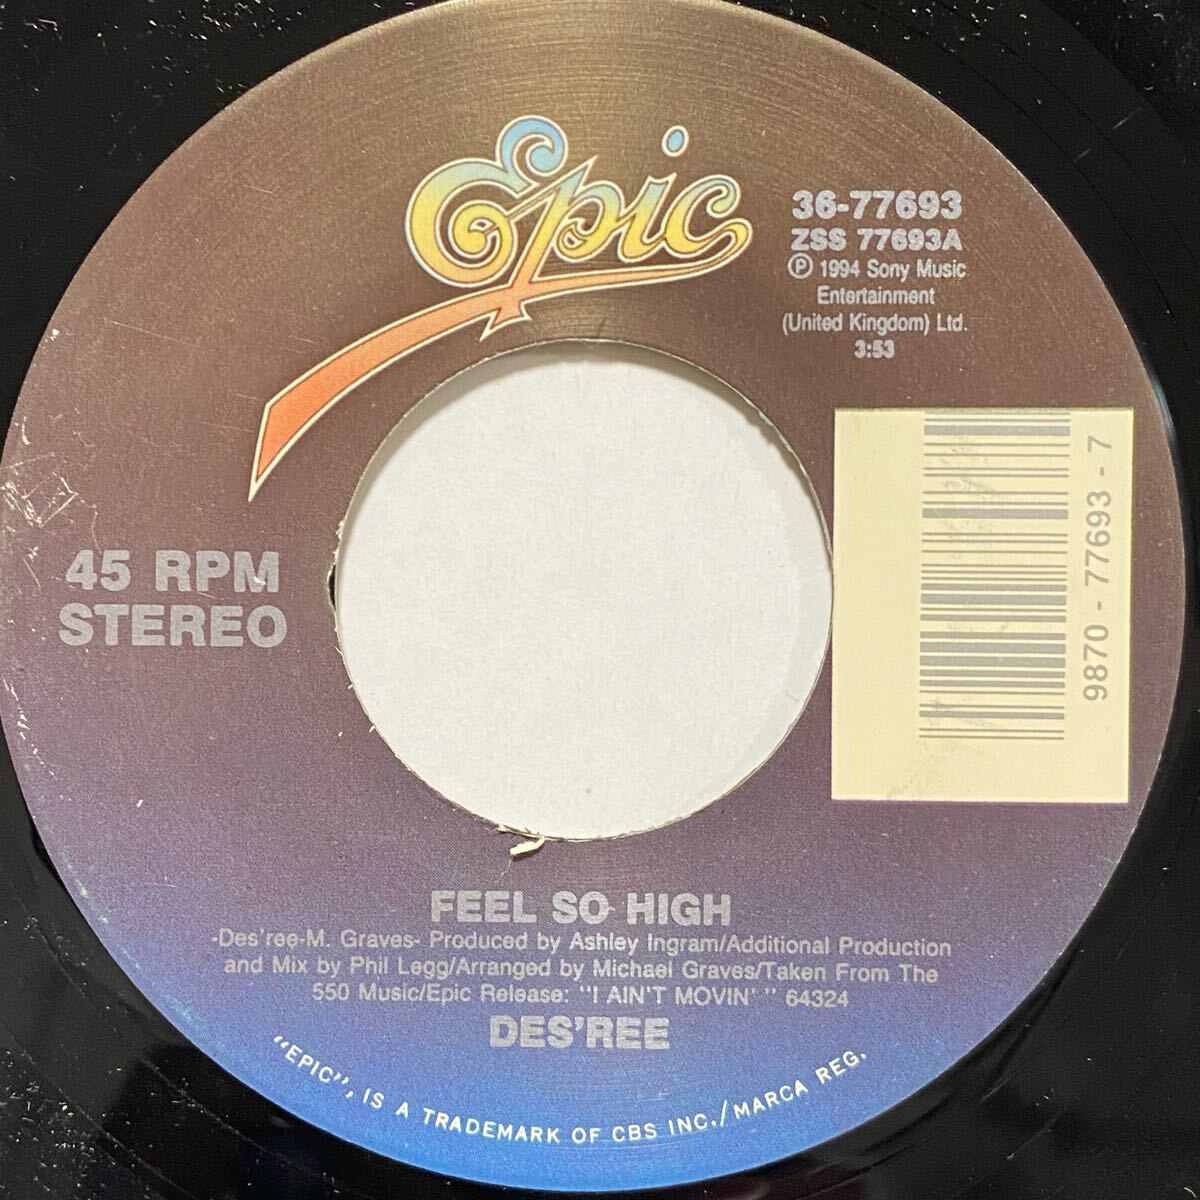 Epic
36-77693
ZSS 77693A
Ⓟ 1994 Sony Music
Entertainment
(United Kingdom) Ltd.
3:53
45 RPM
STEREO
9870 - 77693 - 7
FEEL SO HIGH
-Des'ree-M. Graves- Produced by Ashley Ingram/Additional Production
and Mix by Phil Legg/Arranged by Michael Graves/Taken From The
550 Music/Epic Release: "I AIN'T MOVIN' " 64324
DES'REE
"EPIC", IS A TRADEMARK OF CBS INC./MARCA REG.